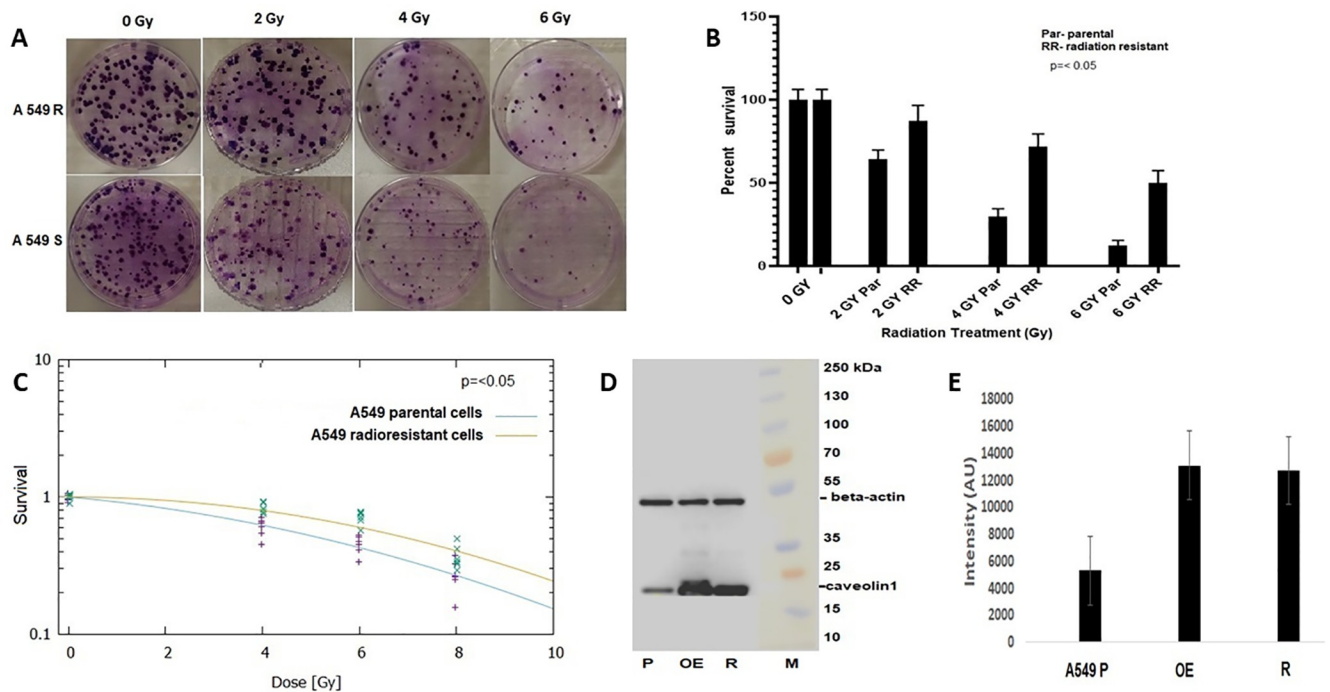 A
0 Gy 2 Gy 4 Gy 6 Gy
A 549 R
A 549 S
B
Par- parental
RR- radiation resistant
p=< 0.05
150
100
50
0
Percent survival
0 Gy 2 GY Par 2 GY RR 4 GY Par 4 GY RR 6 GY Par 6 GY RR
Radiation Treatment (Gy)
C
p=<0.05
A549 parental cells
A549 radioresistant cells
10
1
0.1
Survival
0 2 4 6 8 10
Dose [Gy]
D
250 kDa
130
100
70
55
beta-actin
35
25
caveolin1
15
10
P OE R M
E
18000
16000
14000
12000
10000
8000
6000
4000
2000
0
Intensity (AU)
A549 P OE R